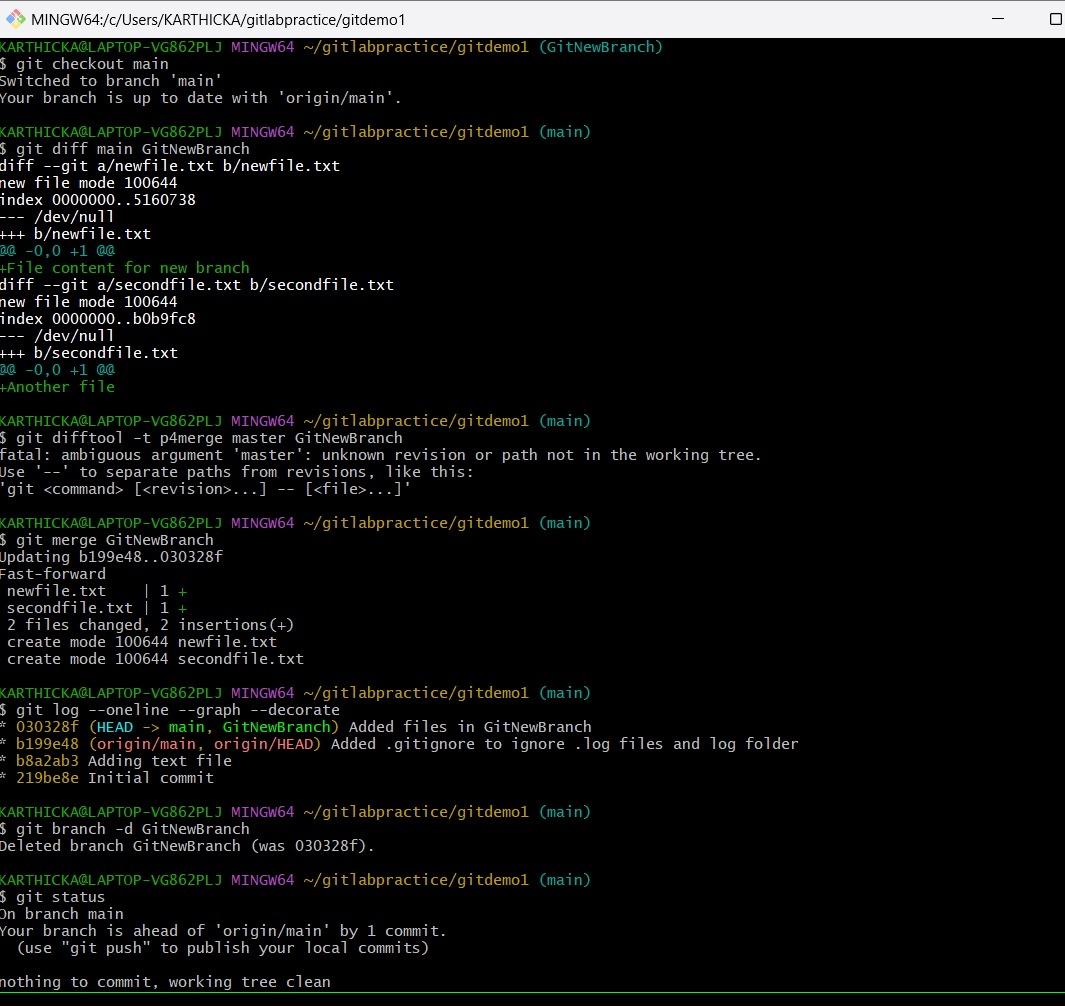 MINGW64:/c/Users/KARTHICKA/gitlabpractice/gitdemo1
KARTHICKA@LAPTOP-VG862PLJ MINGW64 ~/gitlabpractice/gitdemo1 (GitNewBranch)
$ git checkout main
Switched to branch 'main'
Your branch is up to date with 'origin/main'.
KARTHICKA@LAPTOP-VG862PLJ MINGW64 ~/gitlabpractice/gitdemo1 (main)
$ git diff main GitNewBranch
diff --git a/newfile.txt b/newfile.txt
new file mode 100644
index 0000000..5160738
--- /dev/null
+++ b/newfile.txt
@@ -0,0 +1 @@
+File content for new branch
diff --git a/secondfile.txt b/secondfile.txt
new file mode 100644
index 0000000..b0b9fc8
--- /dev/null
+++ b/secondfile.txt
@@ -0,0 +1 @@
+Another file
KARTHICKA@LAPTOP-VG862PLJ MINGW64 ~/gitlabpractice/gitdemo1 (main)
$ git difftool -t p4merge master GitNewBranch
fatal: ambiguous argument 'master': unknown revision or path not in the working tree.
Use '--' to separate paths from revisions, like this:
'git <command> [<revision>...] -- [<file>...]'
KARTHICKA@LAPTOP-VG862PLJ MINGW64 ~/gitlabpractice/gitdemo1 (main)
$ git merge GitNewBranch
Updating b199e48..030328f
Fast-forward
 newfile.txt    | 1 +
 secondfile.txt | 1 +
 2 files changed, 2 insertions(+)
 create mode 100644 newfile.txt
 create mode 100644 secondfile.txt
KARTHICKA@LAPTOP-VG862PLJ MINGW64 ~/gitlabpractice/gitdemo1 (main)
$ git log --oneline --graph --decorate
* 030328f (HEAD -> main, GitNewBranch) Added files in GitNewBranch
* b199e48 (origin/main, origin/HEAD) Added .gitignore to ignore .log files and log folder
* b8a2ab3 Adding text file
* 219be8e Initial commit
KARTHICKA@LAPTOP-VG862PLJ MINGW64 ~/gitlabpractice/gitdemo1 (main)
$ git branch -d GitNewBranch
Deleted branch GitNewBranch (was 030328f).
KARTHICKA@LAPTOP-VG862PLJ MINGW64 ~/gitlabpractice/gitdemo1 (main)
$ git status
On branch main
Your branch is ahead of 'origin/main' by 1 commit.
  (use "git push" to publish your local commits)
nothing to commit, working tree clean